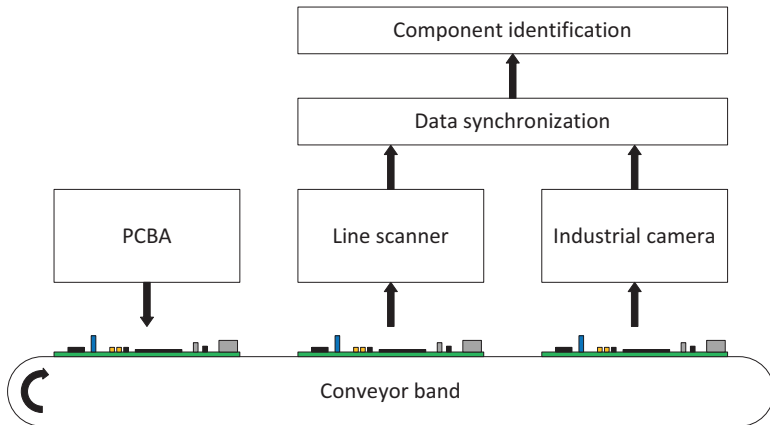 Component identification
Data synchronization
PCBA
Line scanner
Industrial camera
Conveyor band